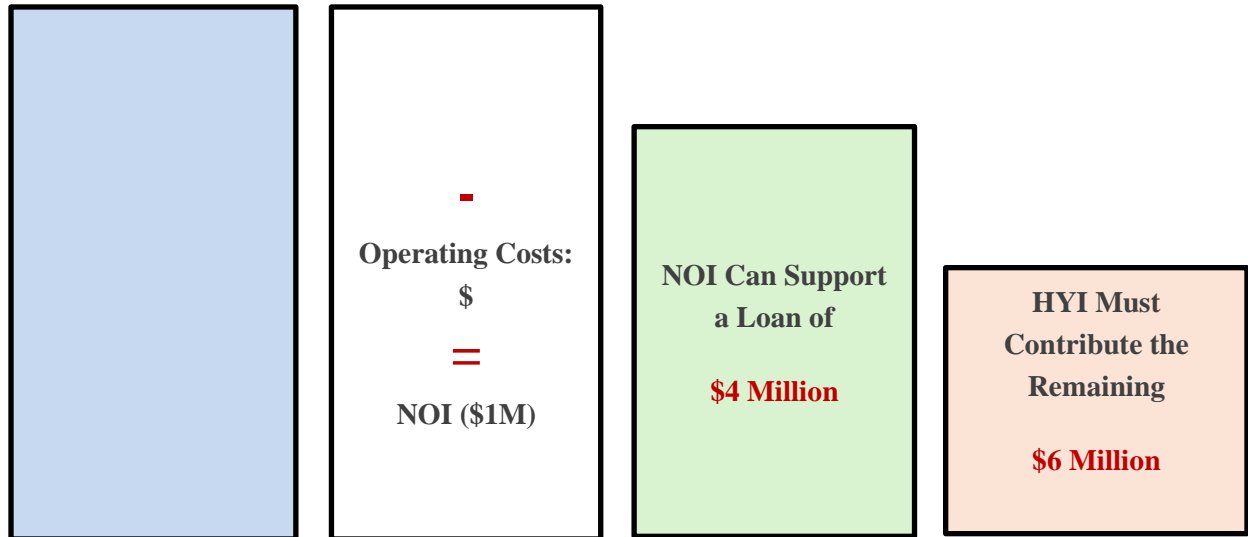 -
Operating Costs:
$
=
NOI ($1M)
NOI Can Support
a Loan of
$4 Million
HYI Must
Contribute the
Remaining
$6 Million